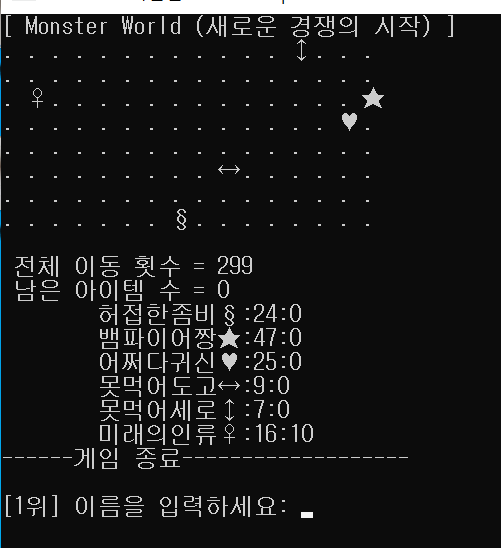 [ Monster World (새로운 경쟁의 시작) ]
. . . . . . . . . . . . ↕ . . .
. . . . . . . . . . . . . . . .
. ♀ . . . . . . . . . . . . . ★
. . . . . . . . . . . . . . ♥ .
. . . . . . . . . . . . . . . .
. . . . . . . . . ↔ . . . . . .
. . . . . . . . . . . . . . . .
. . . . . . . § . . . . . . . .
전체 이동 횟수 = 299
남은 아이템 수 = 0
허접한좀비§:24:0
뱀파이어짱★:47:0
어쩌다귀신♥:25:0
못먹어도고↔:9:0
못먹어세로↕:7:0
미래의인류♀:16:10
------게임 종료-------------------
[1위] 이름을 입력하세요: _